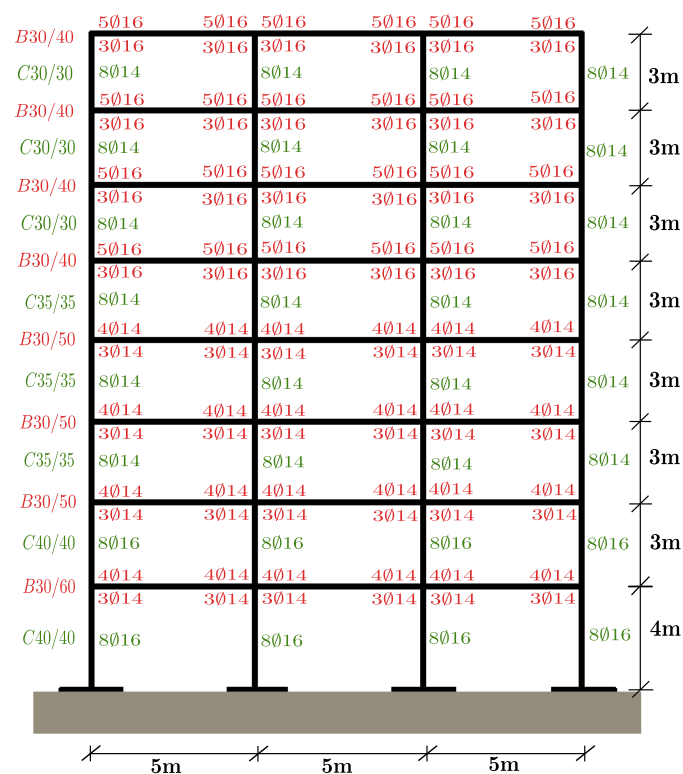 5Ø16 5Ø16 5Ø16 5Ø16 5Ø16 5Ø16
B30/40
3Ø16 3Ø16 3Ø16 3Ø16 3Ø16 3Ø16
C30/30 8Ø14 8Ø14 8Ø14 8Ø14 3m
5Ø16 5Ø16 5Ø16 5Ø16 5Ø16 5Ø16
B30/40
3Ø16 3Ø16 3Ø16 3Ø16 3Ø16 3Ø16
C30/30 8Ø14 8Ø14 8Ø14 8Ø14 3m
5Ø16 5Ø16 5Ø16 5Ø16 5Ø16 5Ø16
B30/40
3Ø16 3Ø16 3Ø16 3Ø16 3Ø16 3Ø16
C30/30 8Ø14 8Ø14 8Ø14 8Ø14 3m
5Ø16 5Ø16 5Ø16 5Ø16 5Ø16 5Ø16
B30/40
3Ø16 3Ø16 3Ø16 3Ø16 3Ø16 3Ø16
C35/35 8Ø14 8Ø14 8Ø14 8Ø14 3m
4Ø14 4Ø14 4Ø14 4Ø14 4Ø14 4Ø14
B30/50
3Ø14 3Ø14 3Ø14 3Ø14 3Ø14 3Ø14
C35/35 8Ø14 8Ø14 8Ø14 8Ø14 3m
4Ø14 4Ø14 4Ø14 4Ø14 4Ø14 4Ø14
B30/50
3Ø14 3Ø14 3Ø14 3Ø14 3Ø14 3Ø14
C35/35 8Ø14 8Ø14 8Ø14 8Ø14 3m
4Ø14 4Ø14 4Ø14 4Ø14 4Ø14 4Ø14
B30/50
3Ø14 3Ø14 3Ø14 3Ø14 3Ø14 3Ø14
C40/40 8Ø16 8Ø16 8Ø16 8Ø16 3m
4Ø14 4Ø14 4Ø14 4Ø14 4Ø14 4Ø14
B30/60
3Ø14 3Ø14 3Ø14 3Ø14 3Ø14 3Ø14
C40/40 8Ø16 8Ø16 8Ø16 8Ø16 4m
5m 5m 5m